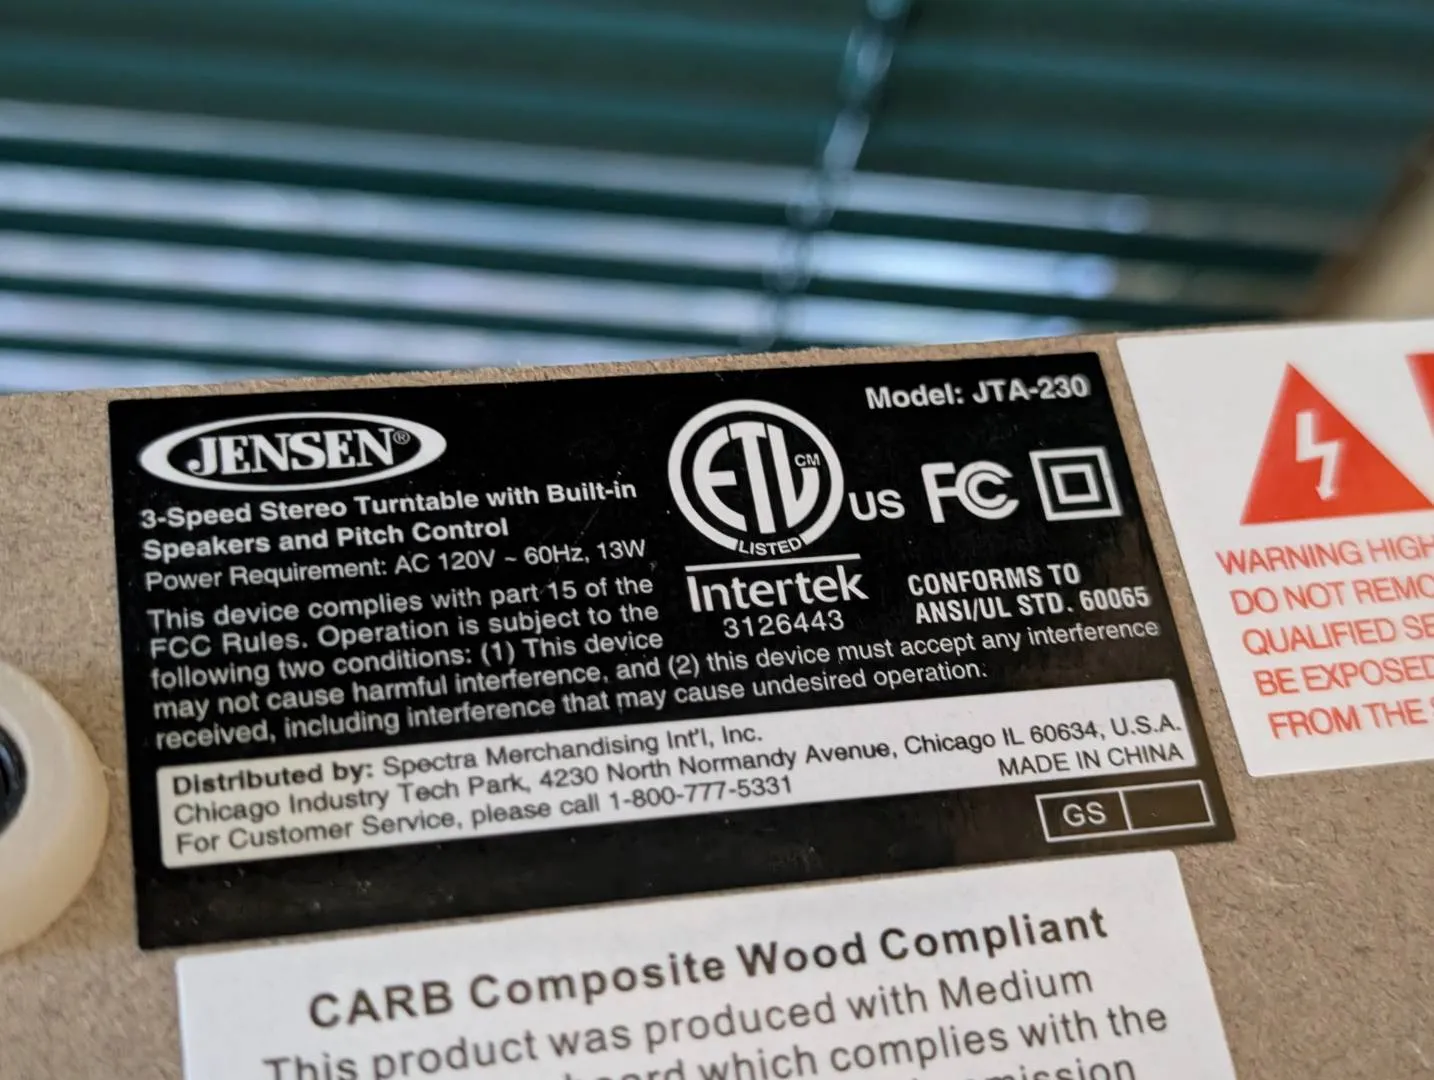 JENSEN®
3-Speed Stereo Turntable with Built-in
Speakers and Pitch Control
Power Requirement: AC 120V ~ 60Hz, 13W
This device complies with part 15 of the
FCC Rules. Operation is subject to the
following two conditions: (1) This device
may not cause harmful interference, and (2) this device must accept any interference
received, including interference that may cause undesired operation.
Model: JTA-230
ETL CM
LISTED
US
FC
Intertek
3126443
CONFORMS TO
ANSI/UL STD. 60065
Distributed by: Spectra Merchandising Int'l, Inc.
Chicago Industry Tech Park, 4230 North Normandy Avenue, Chicago IL 60634, U.S.A.
For Customer Service, please call 1-800-777-5331
MADE IN CHINA
GS
WARNING HIGH
DO NOT REMO
QUALIFIED SE
BE EXPOSED
FROM THE
CARB Composite Wood Compliant
This product was produced with Medium
board which complies with the